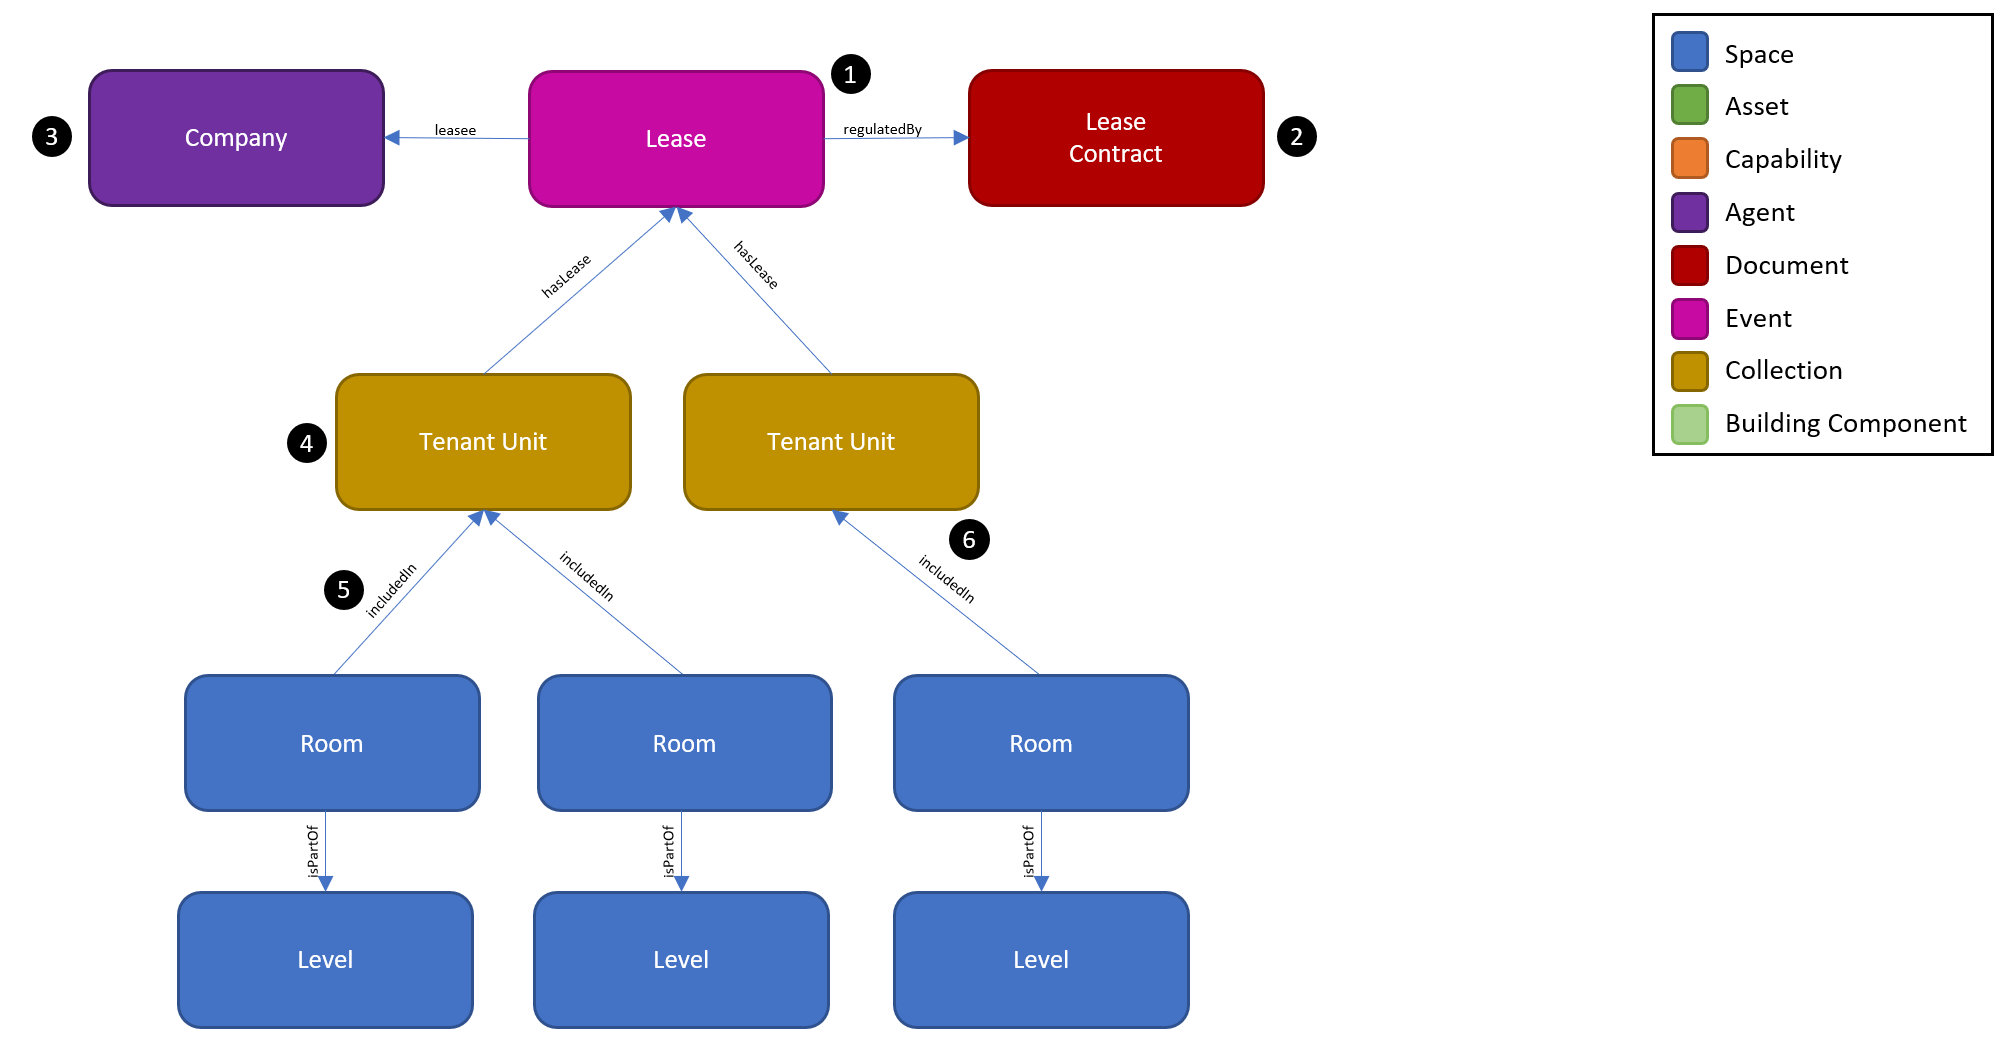 1
3
Company
leasee
Lease
regulatedBy
Lease
Contract
2
hasLease
hasLease
4
Tenant Unit
Tenant Unit
5
includedIn
includedIn
6
includedIn
Room
Room
Room
isPartOf
isPartOf
isPartOf
Level
Level
Level
Space
Asset
Capability
Agent
Document
Event
Collection
Building Component